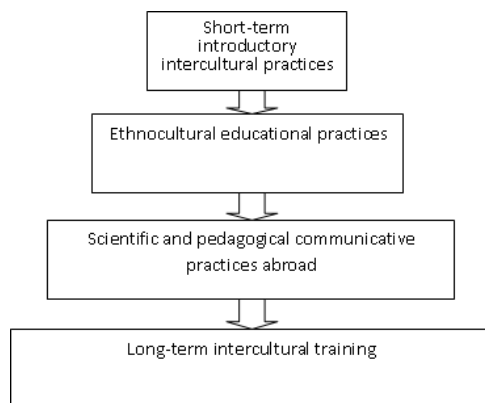 Short-term
introductory
intercultural practices
Ethnocultural educational practices
Scientific and pedagogical communicative
practices abroad
Long-term intercultural training